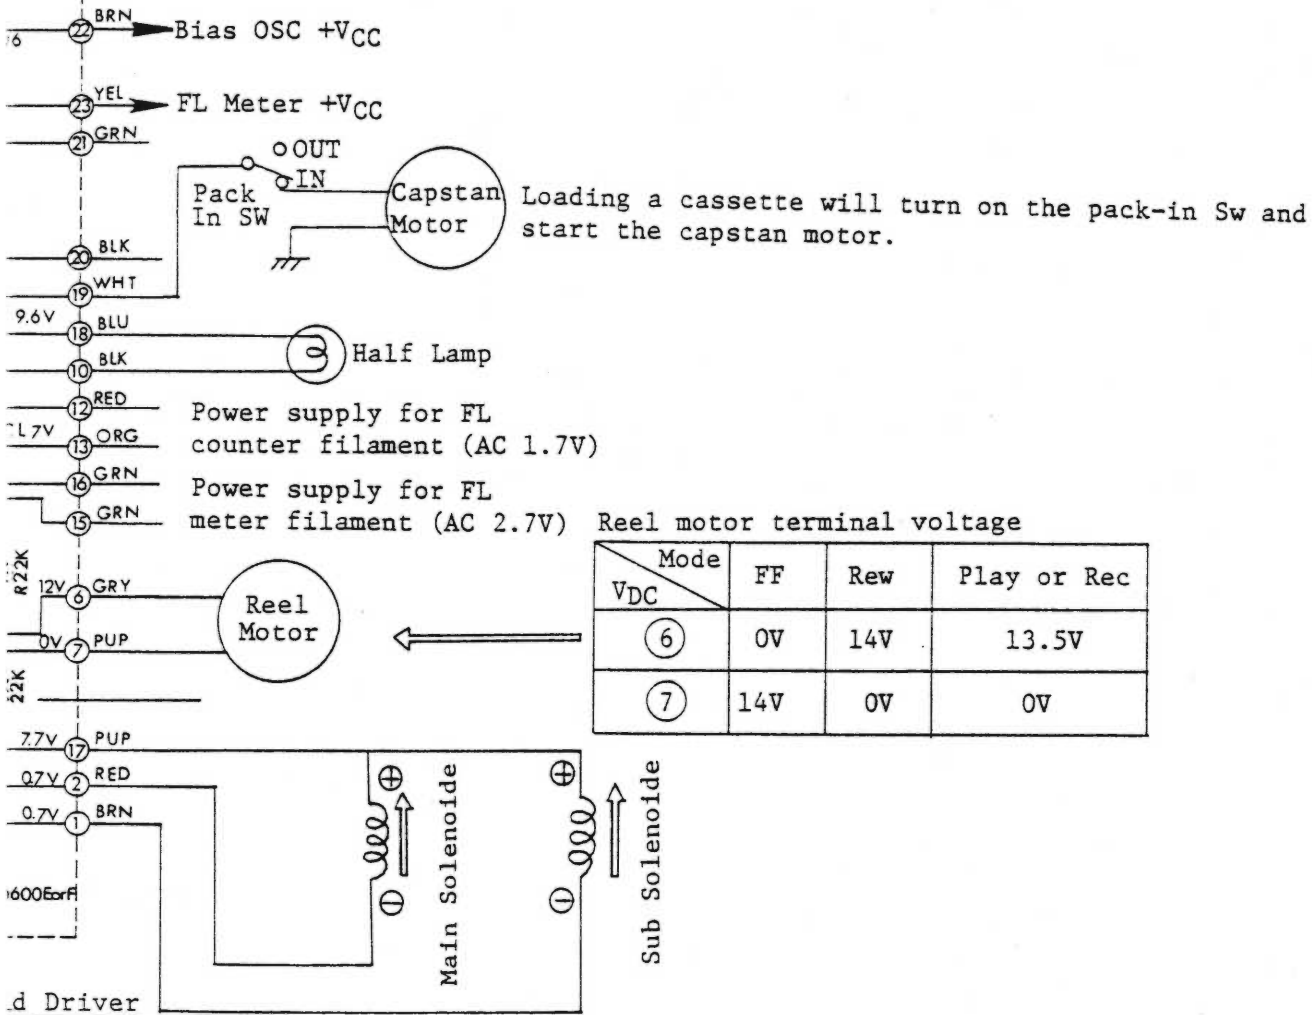 22 BRN Bias OSC +VCC
23 YEL FL Meter +VCC
21 GRN
OUT
IN
Pack
In SW
Capstan
Motor
Loading a cassette will turn on the pack-in Sw and
start the capstan motor.
20 BLK
19 WHT
9.6V 18 BLU
10 BLK
Half Lamp
12 RED
13 ORG
Power supply for FL
counter filament (AC 1.7V)
16 GRN
15 GRN
Power supply for FL
meter filament (AC 2.7V)
Reel motor terminal voltage
Mode FF Rew Play or Rec
VDC
6 0V 14V 13.5V
7 14V 0V 0V
R22K
12V 6 GRY
0V 7 PUP
22K
Reel
Motor
7.7V 17 PUP
0.7V 2 RED
0.7V 1 BRN
+
−
Main Solenoide
+
−
Sub Solenoide
d Driver